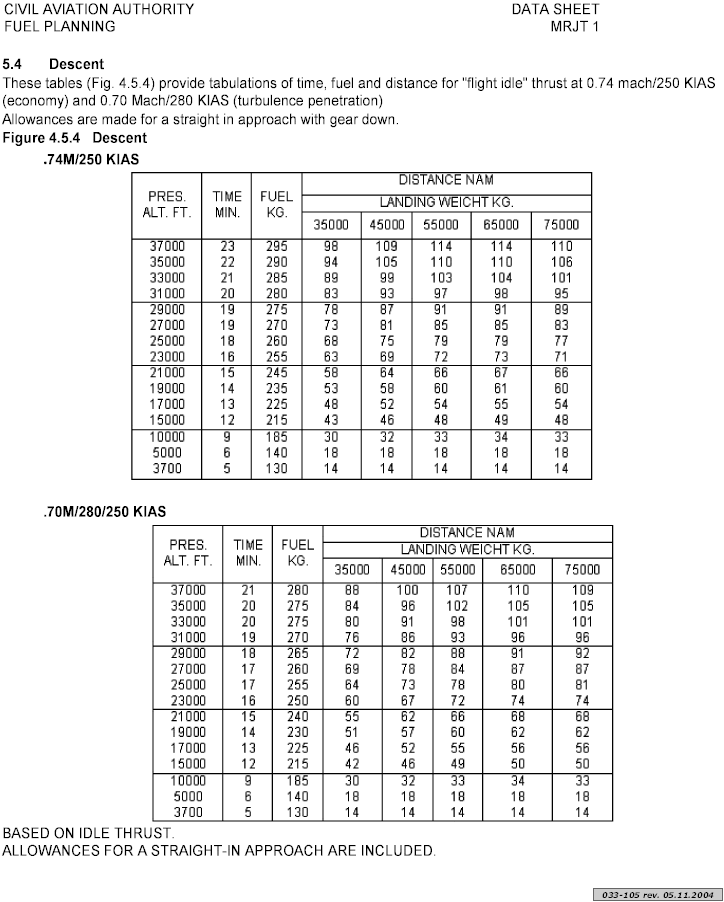 CIVIL AVIATION AUTHORITY DATA SHEET
FUEL PLANNING MRJT 1
5.4 Descent
These tables (Fig. 4.5.4) provide tabulations of time, fuel and distance for "flight idle" thrust at 0.74 mach/250 KIAS
(economy) and 0.70 Mach/280 KIAS (turbulence penetration)
Allowances are made for a straight in approach with gear down.
Figure 4.5.4 Descent
.74M/250 KIAS
PRES. ALT. FT. TIME MIN. FUEL KG. DISTANCE NAM
LANDING WEICHT KG.
35000 45000 55000 65000 75000
37000 23 295 98 109 114 114 110
35000 22 290 94 105 110 110 106
33000 21 285 89 99 103 104 101
31000 20 280 83 93 97 98 95
29000 19 275 78 87 91 91 89
27000 19 270 73 81 85 85 83
25000 18 260 68 75 79 79 77
23000 16 255 63 69 72 73 71
21000 15 245 58 64 66 67 66
19000 14 235 53 58 60 61 60
17000 13 225 48 52 54 55 54
15000 12 215 43 46 48 49 48
10000 9 185 30 32 33 34 33
5000 6 140 18 18 18 18 18
3700 5 130 14 14 14 14 14
.70M/280/250 KIAS
PRES. ALT. FT. TIME MIN. FUEL KG. DISTANCE NAM
LANDING WEICHT KG.
35000 45000 55000 65000 75000
37000 21 280 88 100 107 110 109
35000 20 275 84 96 102 105 105
33000 20 275 80 91 98 101 101
31000 19 270 76 86 93 96 96
29000 18 265 72 82 88 91 92
27000 17 260 69 78 84 87 87
25000 17 255 64 73 78 80 81
23000 16 250 60 67 72 74 74
21000 15 240 55 62 66 68 68
19000 14 230 51 57 60 62 62
17000 13 225 46 52 55 56 56
15000 12 215 42 46 49 50 50
10000 9 185 30 32 33 34 33
5000 6 140 18 18 18 18 18
3700 5 130 14 14 14 14 14
BASED ON IDLE THRUST.
ALLOWANCES FOR A STRAIGHT-IN APPROACH ARE INCLUDED.
033-105 rev. 05.11.2004